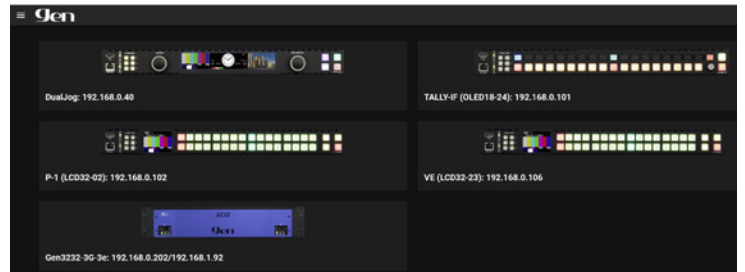 gen
DualJog: 192.168.0.40
TALLY-IF (OLED18-24): 192.168.0.101
P-1 (LCD32-02): 192.168.0.102
VE (LCD32-23): 192.168.0.106
gen
Gen3232-3G-3e: 192.168.0.202/192.168.1.92